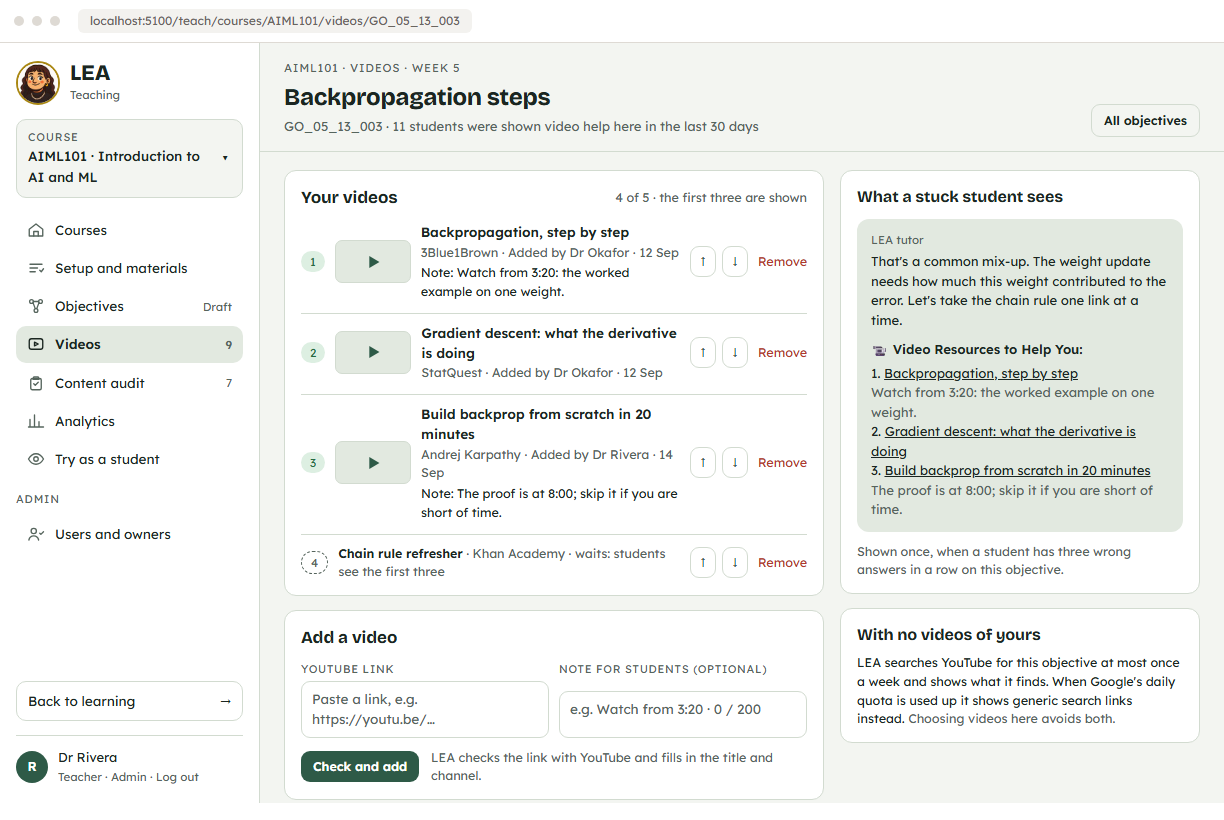 localhost:5100/teach/courses/AIML101/videos/GO_05_13_003
LEA
Teaching
COURSE
AIML101 · Introduction to
AI and ML
▾
Courses
Setup and materials
Objectives
Draft
Videos
9
Content audit
7
Analytics
Try as a student
ADMIN
Users and owners
Back to learning →
R
Dr Rivera
Teacher · Admin · Log out
AIML101 · VIDEOS · WEEK 5
Backpropagation steps
GO_05_13_003 · 11 students were shown video help here in the last 30 days
All objectives
Your videos
4 of 5 · the first three are shown
1
Backpropagation, step by step
3Blue1Brown · Added by Dr Okafor · 12 Sep
Note: Watch from 3:20: the worked
example on one weight.
↑ ↓ Remove
2
Gradient descent: what the derivative
is doing
StatQuest · Added by Dr Okafor · 12 Sep
↑ ↓ Remove
3
Build backprop from scratch in 20
minutes
Andrej Karpathy · Added by Dr Rivera · 14
Sep
Note: The proof is at 8:00; skip it if you are
short of time.
↑ ↓ Remove
4
Chain rule refresher · Khan Academy · waits: students
see the first three
↑ ↓ Remove
Add a video
YOUTUBE LINK
Paste a link, e.g.
https://youtu.be/…
NOTE FOR STUDENTS (OPTIONAL)
e.g. Watch from 3:20 · 0 / 200
Check and add
LEA checks the link with YouTube and fills in the title and
channel.
What a stuck student sees
LEA tutor
That's a common mix-up. The weight update
needs how much this weight contributed to the
error. Let's take the chain rule one link at a
time.
Video Resources to Help You:
1. Backpropagation, step by step
Watch from 3:20: the worked example on one
weight.
2. Gradient descent: what the derivative is
doing
3. Build backprop from scratch in 20 minutes
The proof is at 8:00; skip it if you are short of
time.
Shown once, when a student has three wrong
answers in a row on this objective.
With no videos of yours
LEA searches YouTube for this objective at most once
a week and shows what it finds. When Google's daily
quota is used up it shows generic search links
instead. Choosing videos here avoids both.